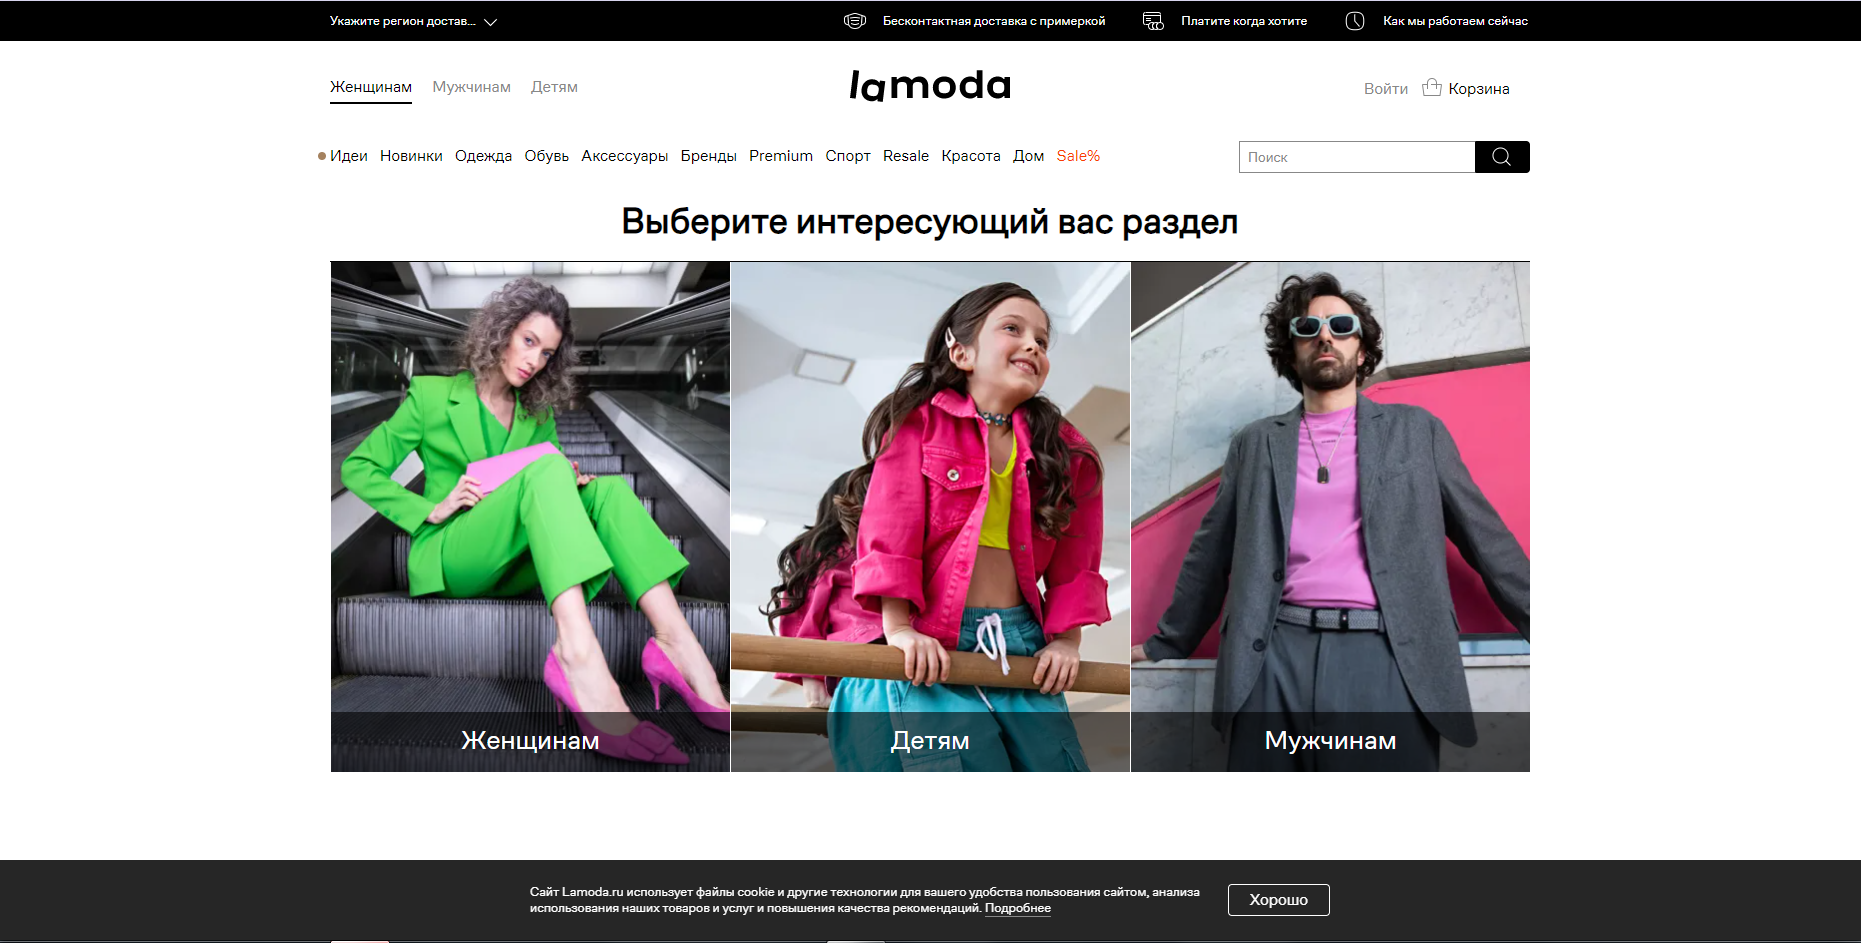 Укажите регион достав...
Бесконтактная доставка с примеркой
Платите когда хотите
Как мы работаем сейчас
Женщинам
Мужчинам
Детям
lamoda
Войти
Корзина
Идеи Новинки Одежда Обувь Аксессуары Бренды Premium Спорт Resale Красота Дом Sale%
Поиск
Выберите интересующий вас раздел
Женщинам
Детям
Мужчинам
Сайт Lamoda.ru использует файлы cookie и другие технологии для вашего удобства пользования сайтом, анализа
использования наших товаров и услуг и повышения качества рекомендаций. Подробнее
Хорошо